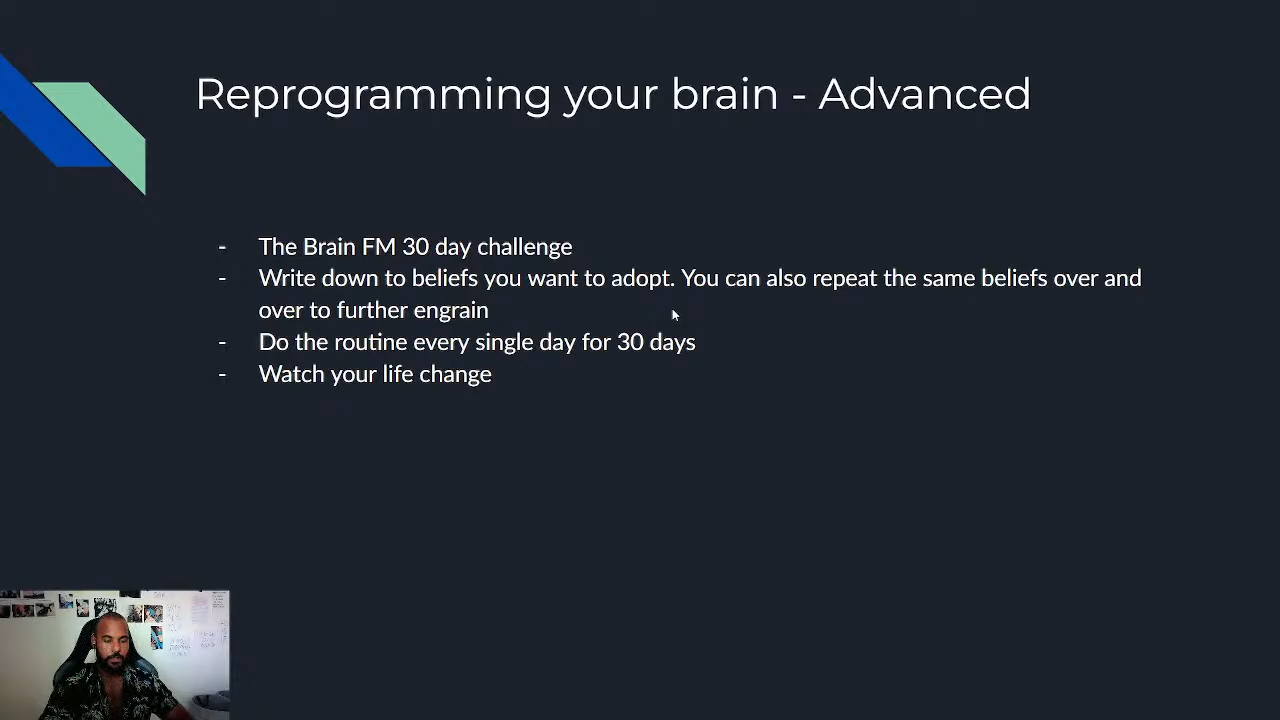 Reprogramming your brain - Advanced
- The Brain FM 30 day challenge
- Write down to beliefs you want to adopt. You can also repeat the same beliefs over and
over to further engrain
- Do the routine every single day for 30 days
- Watch your life change